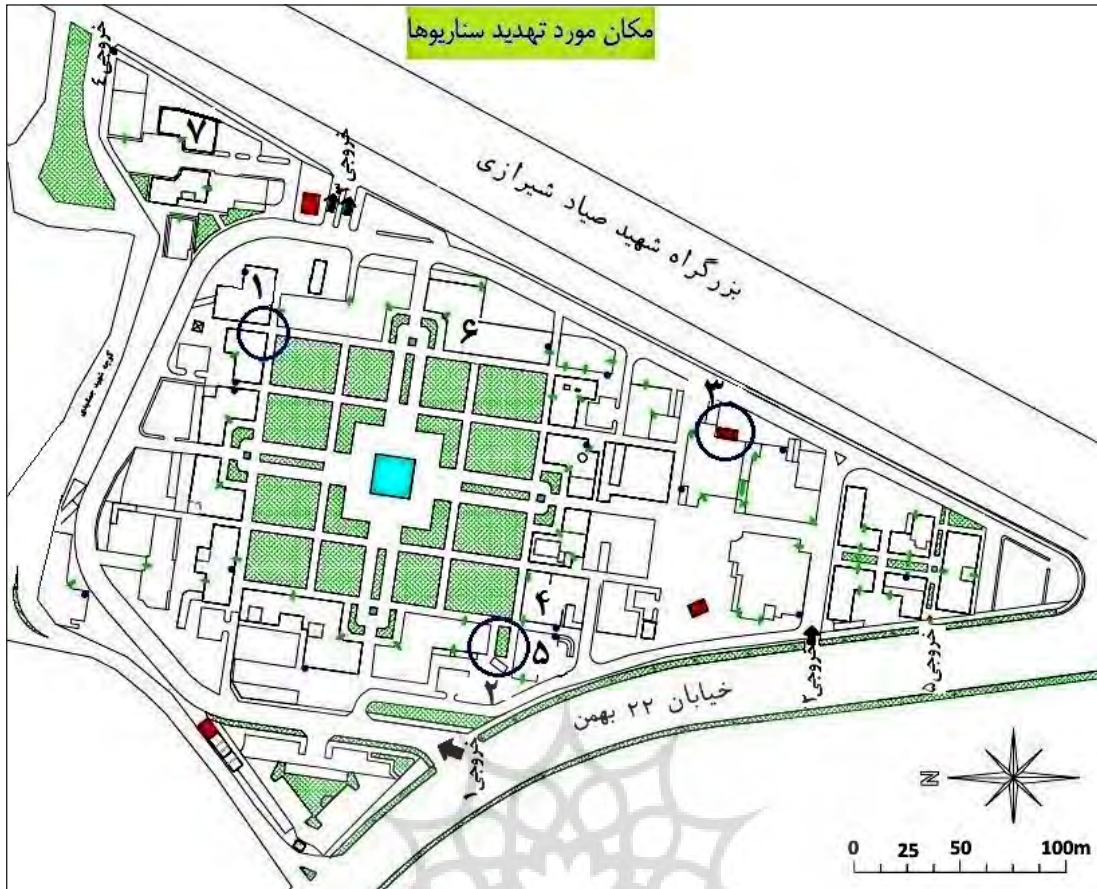 مکان مورد تهدید سناریوها
خروجی ٤
۷
خروجی ۳
بزرگراه شهید صیاد شیرازی
۱
۶
۳
۴
۵
۲
خیابان ۲۲ بهمن
خروجی ۱
خروجی ۲
خروجی ۵
N
0 25 50 100m